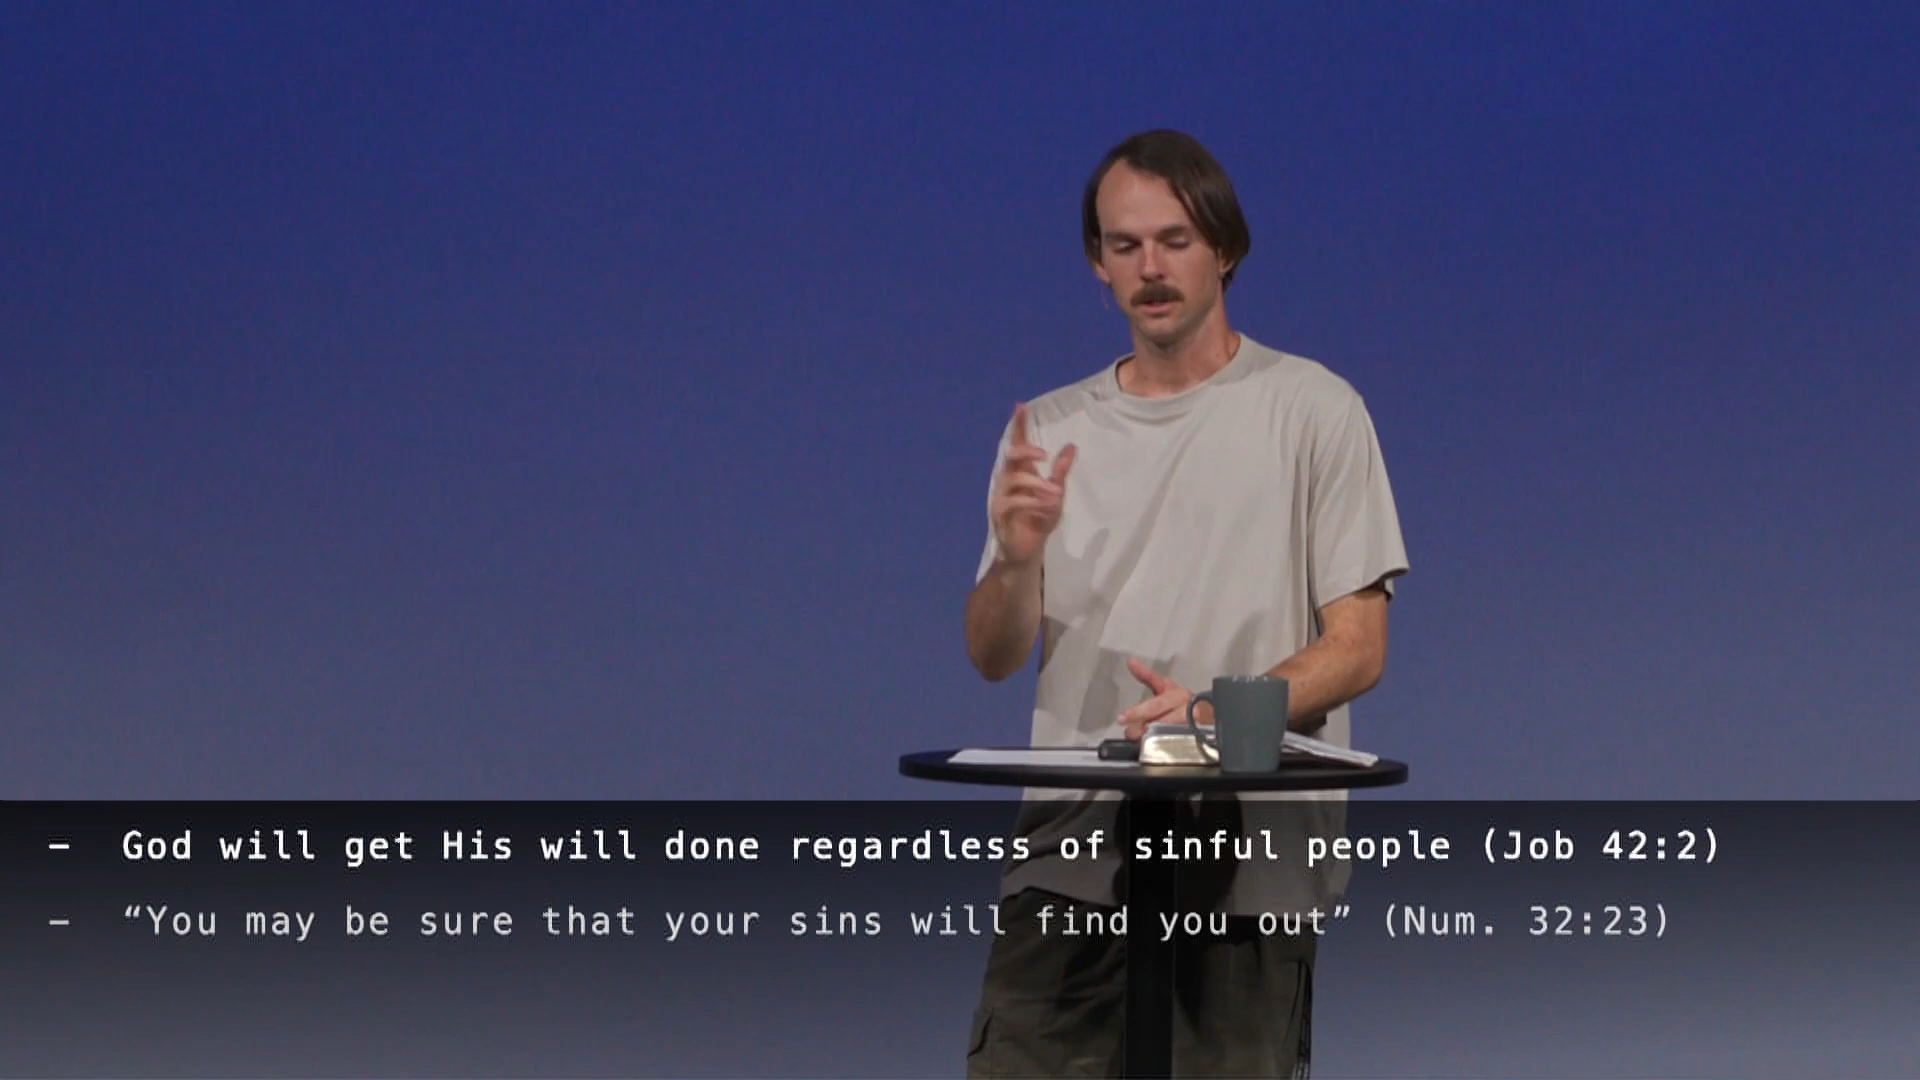 - God will get His will done regardless of sinful people (Job 42:2)
- “You may be sure that your sins will find you out” (Num. 32:23)